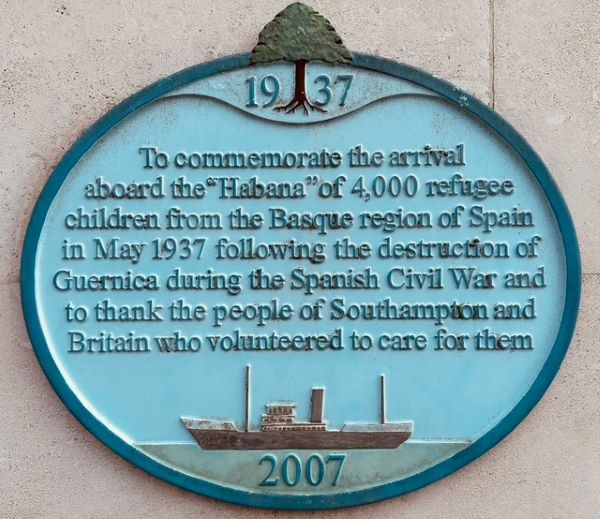 1937
To commemorate the arrival
aboard the "Habana" of 4,000 refugee
children from the Basque region of Spain
in May 1937 following the destruction of
Guernica during the Spanish Civil War and
to thank the people of Southampton and
Britain who volunteered to care for them
2007